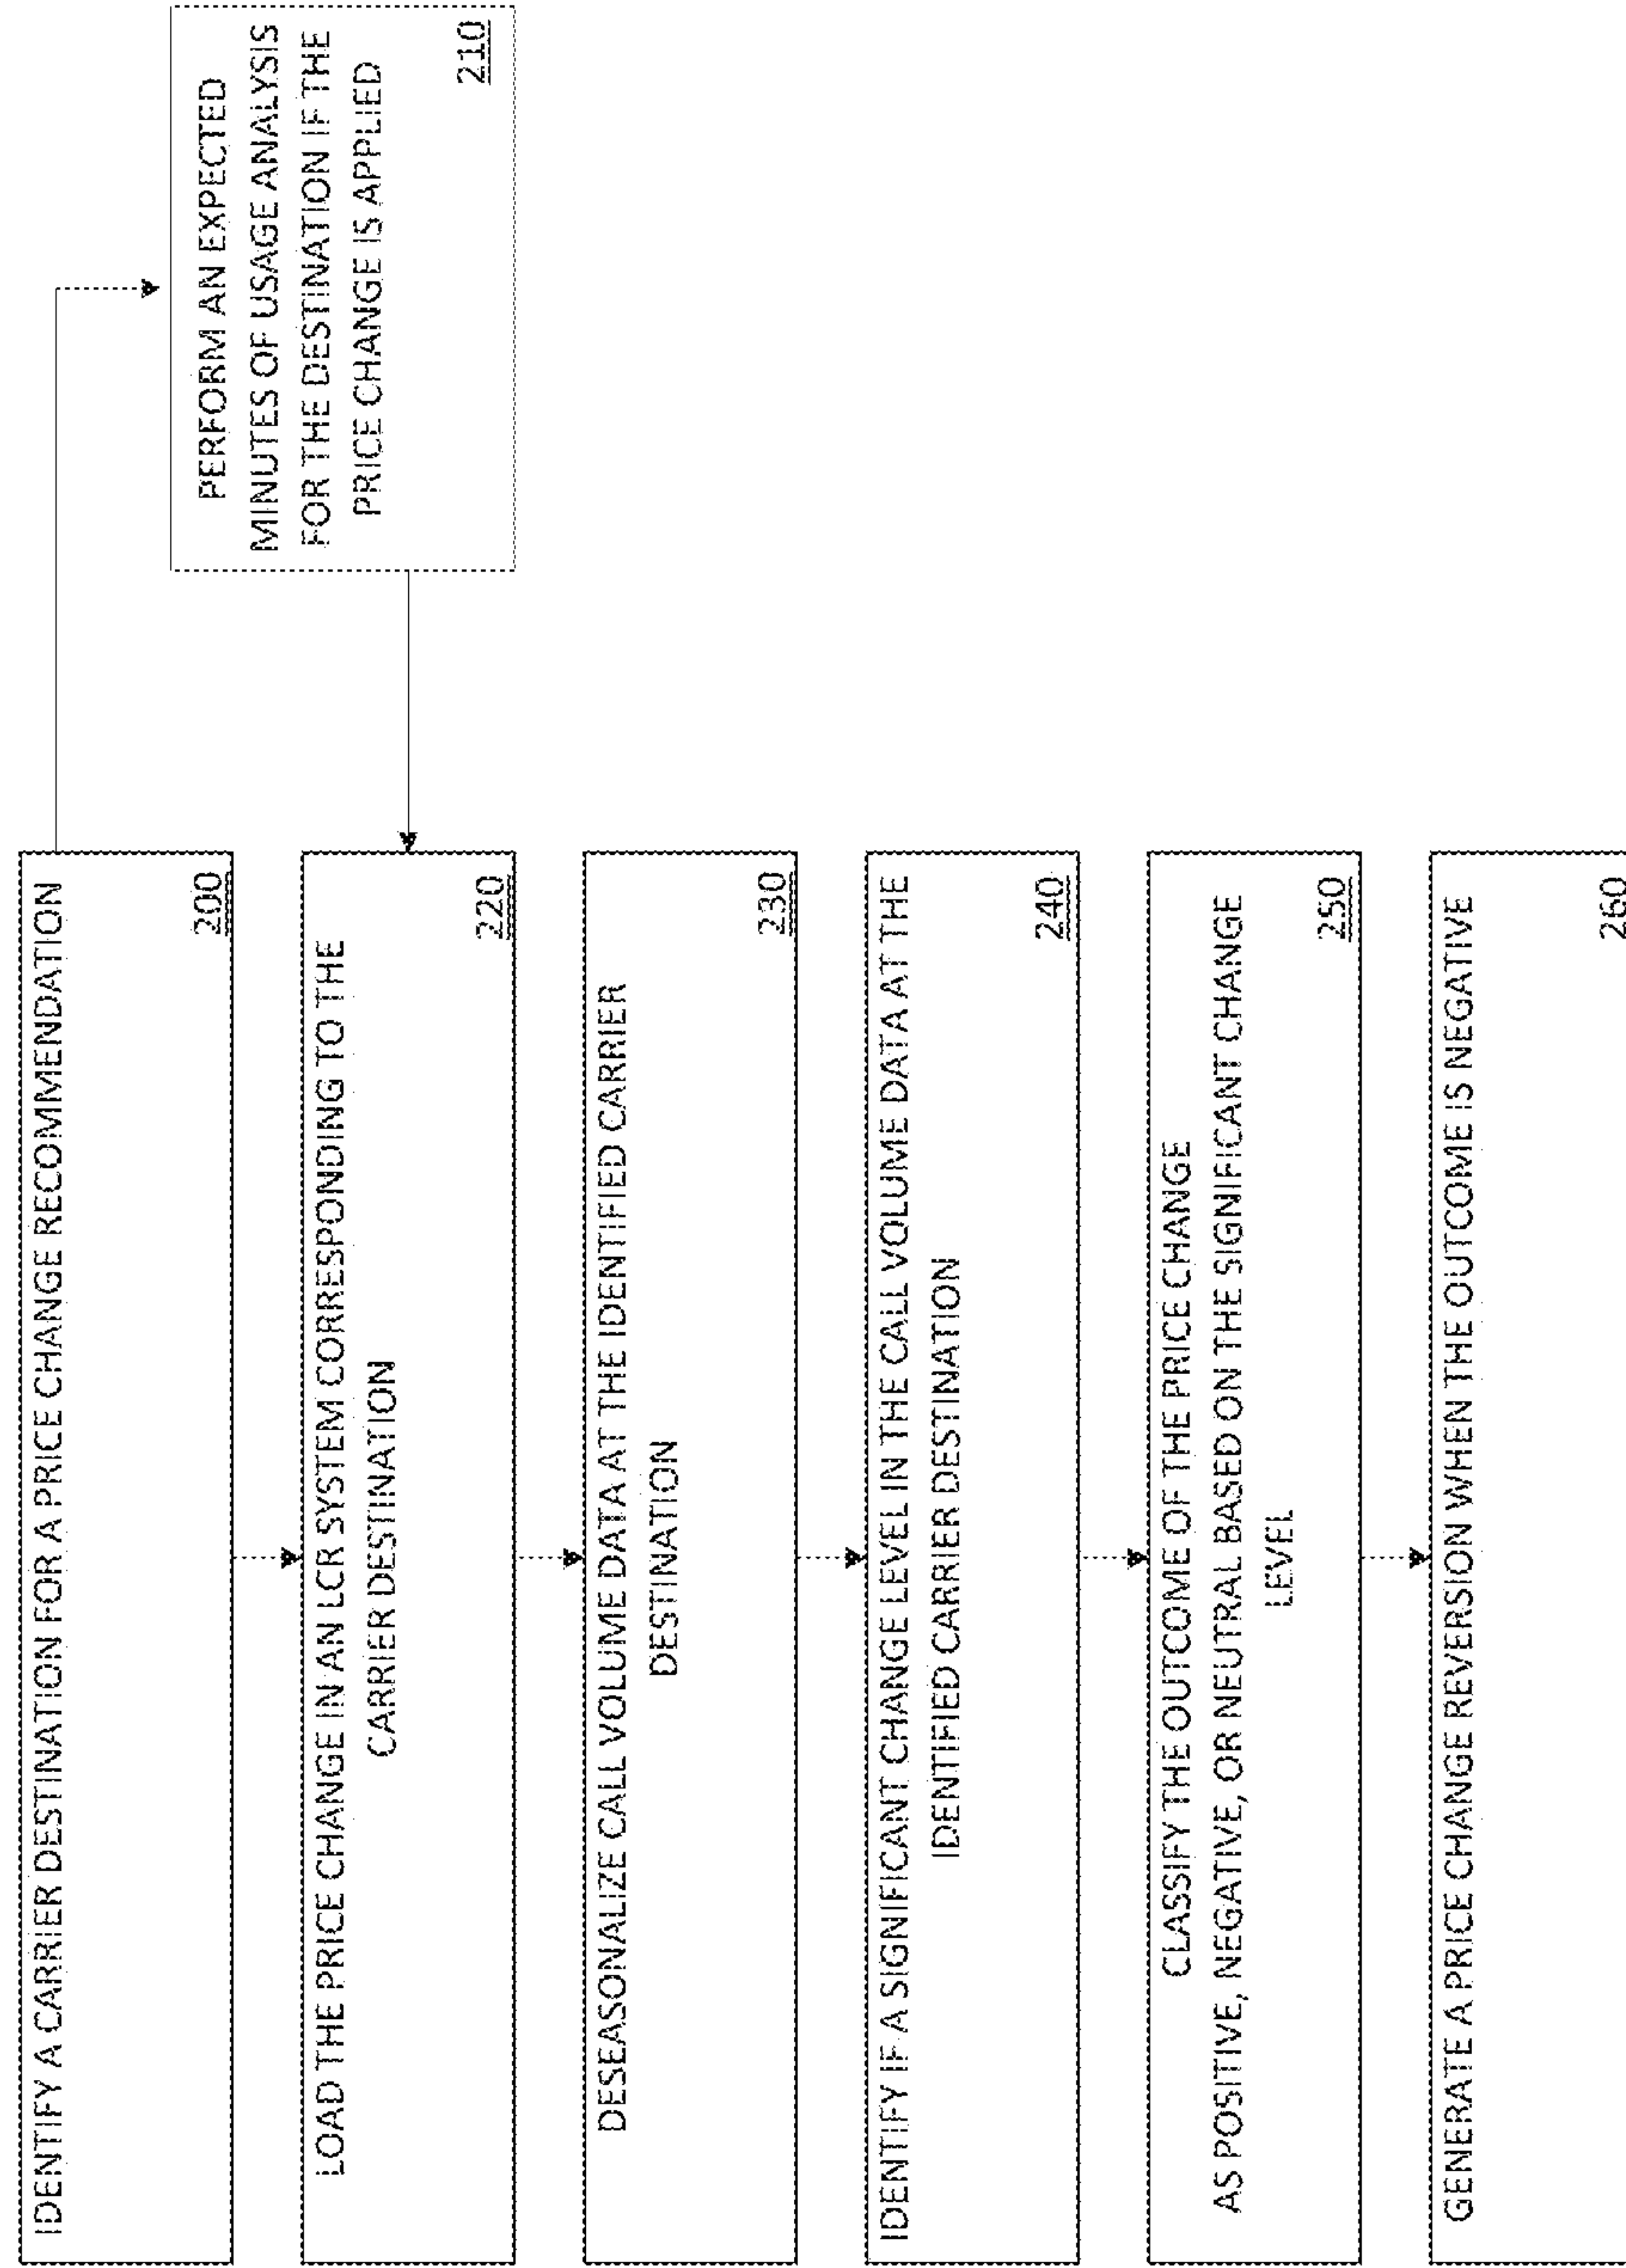 IDENTIFY A CARRIER DESTINATION FOR A PRICE CHANGE RECOMMENDATION
200
PERFORM AN EXPECTED
MINUTES OF USAGE ANALYSIS
FOR THE DESTINATION IF THE
PRICE CHANGE IS APPLIED
210
LOAD THE PRICE CHANGE IN AN LCR SYSTEM CORRESPONDING TO THE
CARRIER DESTINATION
220
DESEASONALIZE CALL VOLUME DATA AT THE IDENTIFIED CARRIER
DESTINATION
230
IDENTIFY IF A SIGNIFICANT CHANGE LEVEL IN THE CALL VOLUME DATA AT THE
IDENTIFIED CARRIER DESTINATION
240
CLASSIFY THE OUTCOME OF THE PRICE CHANGE
AS POSITIVE, NEGATIVE, OR NEUTRAL BASED ON THE SIGNIFICANT CHANGE
LEVEL
250
GENERATE A PRICE CHANGE REVERSION WHEN THE OUTCOME IS NEGATIVE
260